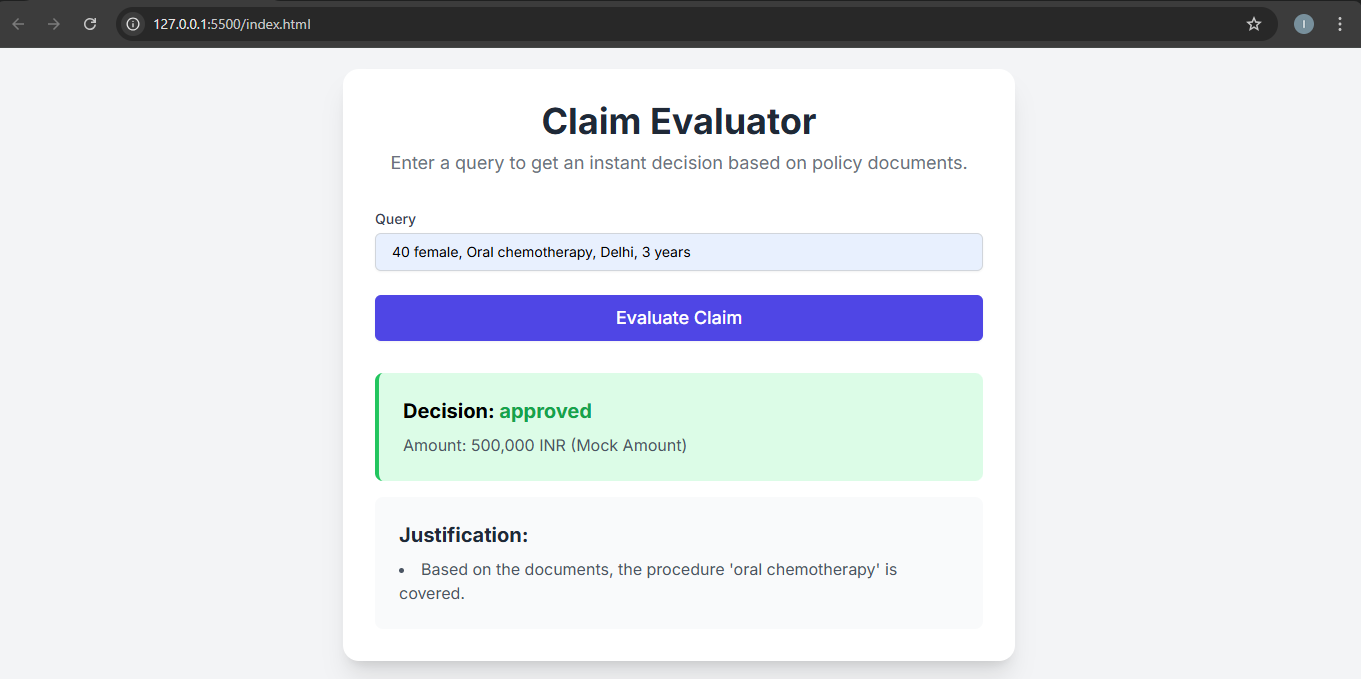 127.0.0.1:5500/index.html
I
Claim Evaluator
Enter a query to get an instant decision based on policy documents.
Query
40 female, Oral chemotherapy, Delhi, 3 years
Evaluate Claim
Decision: approved
Amount: 500,000 INR (Mock Amount)
Justification:
• Based on the documents, the procedure 'oral chemotherapy' is
covered.